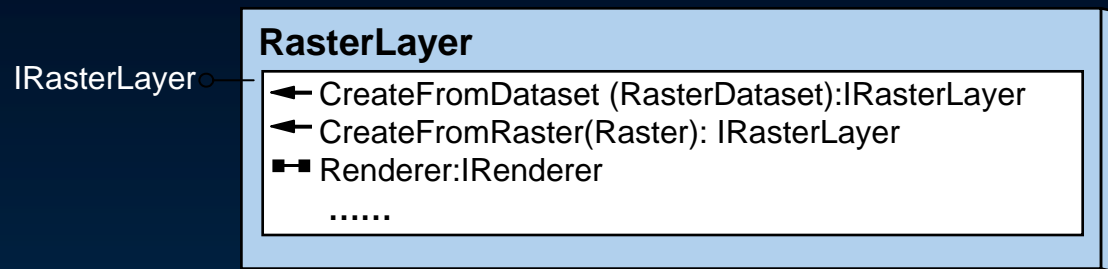 RasterLayer
IRasterLayer
CreateFromDataset (RasterDataset):IRasterLayer
CreateFromRaster(Raster): IRasterLayer
Renderer:IRenderer
......